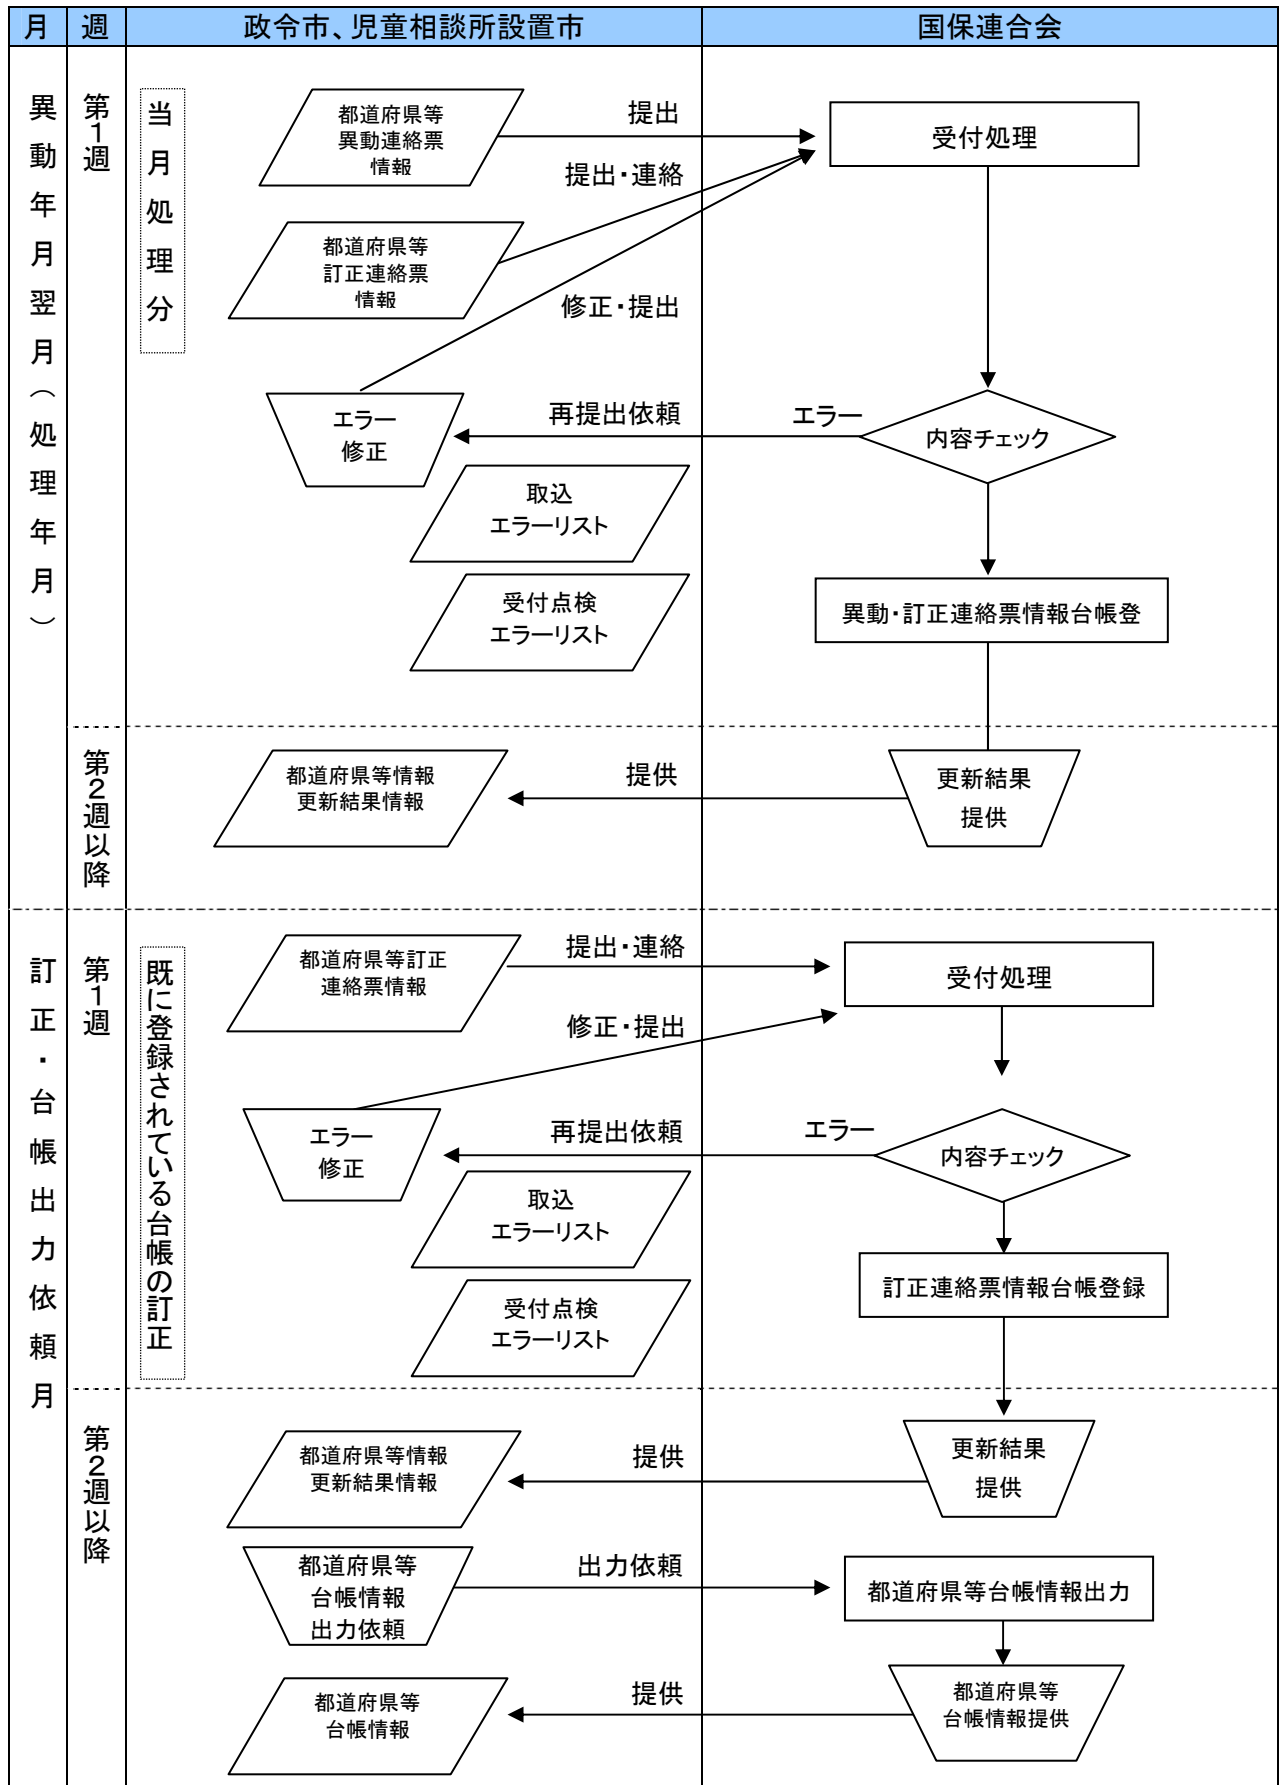 月
週
政令市、児童相談所設置市
国保連合会
異動年月翌月（処理年月）
第1週
当月処理分
都道府県等
異動連絡票
情報
提出
受付処理
提出・連絡
都道府県等
訂正連絡票
情報
修正・提出
エラー
修正
再提出依頼
エラー
内容チェック
取込
エラーリスト
受付点検
エラーリスト
異動・訂正連絡票情報台帳登
第2週以降
都道府県等情報
更新結果情報
提供
更新結果
提供
訂正・台帳出力依頼月
第1週
既に登録されている台帳の訂正
都道府県等訂正
連絡票情報
提出・連絡
受付処理
修正・提出
エラー
修正
再提出依頼
エラー
内容チェック
取込
エラーリスト
受付点検
エラーリスト
訂正連絡票情報台帳登録
第2週以降
都道府県等情報
更新結果情報
提供
更新結果
提供
都道府県等
台帳情報
出力依頼
出力依頼
都道府県等台帳情報出力
都道府県等
台帳情報
提供
都道府県等
台帳情報提供